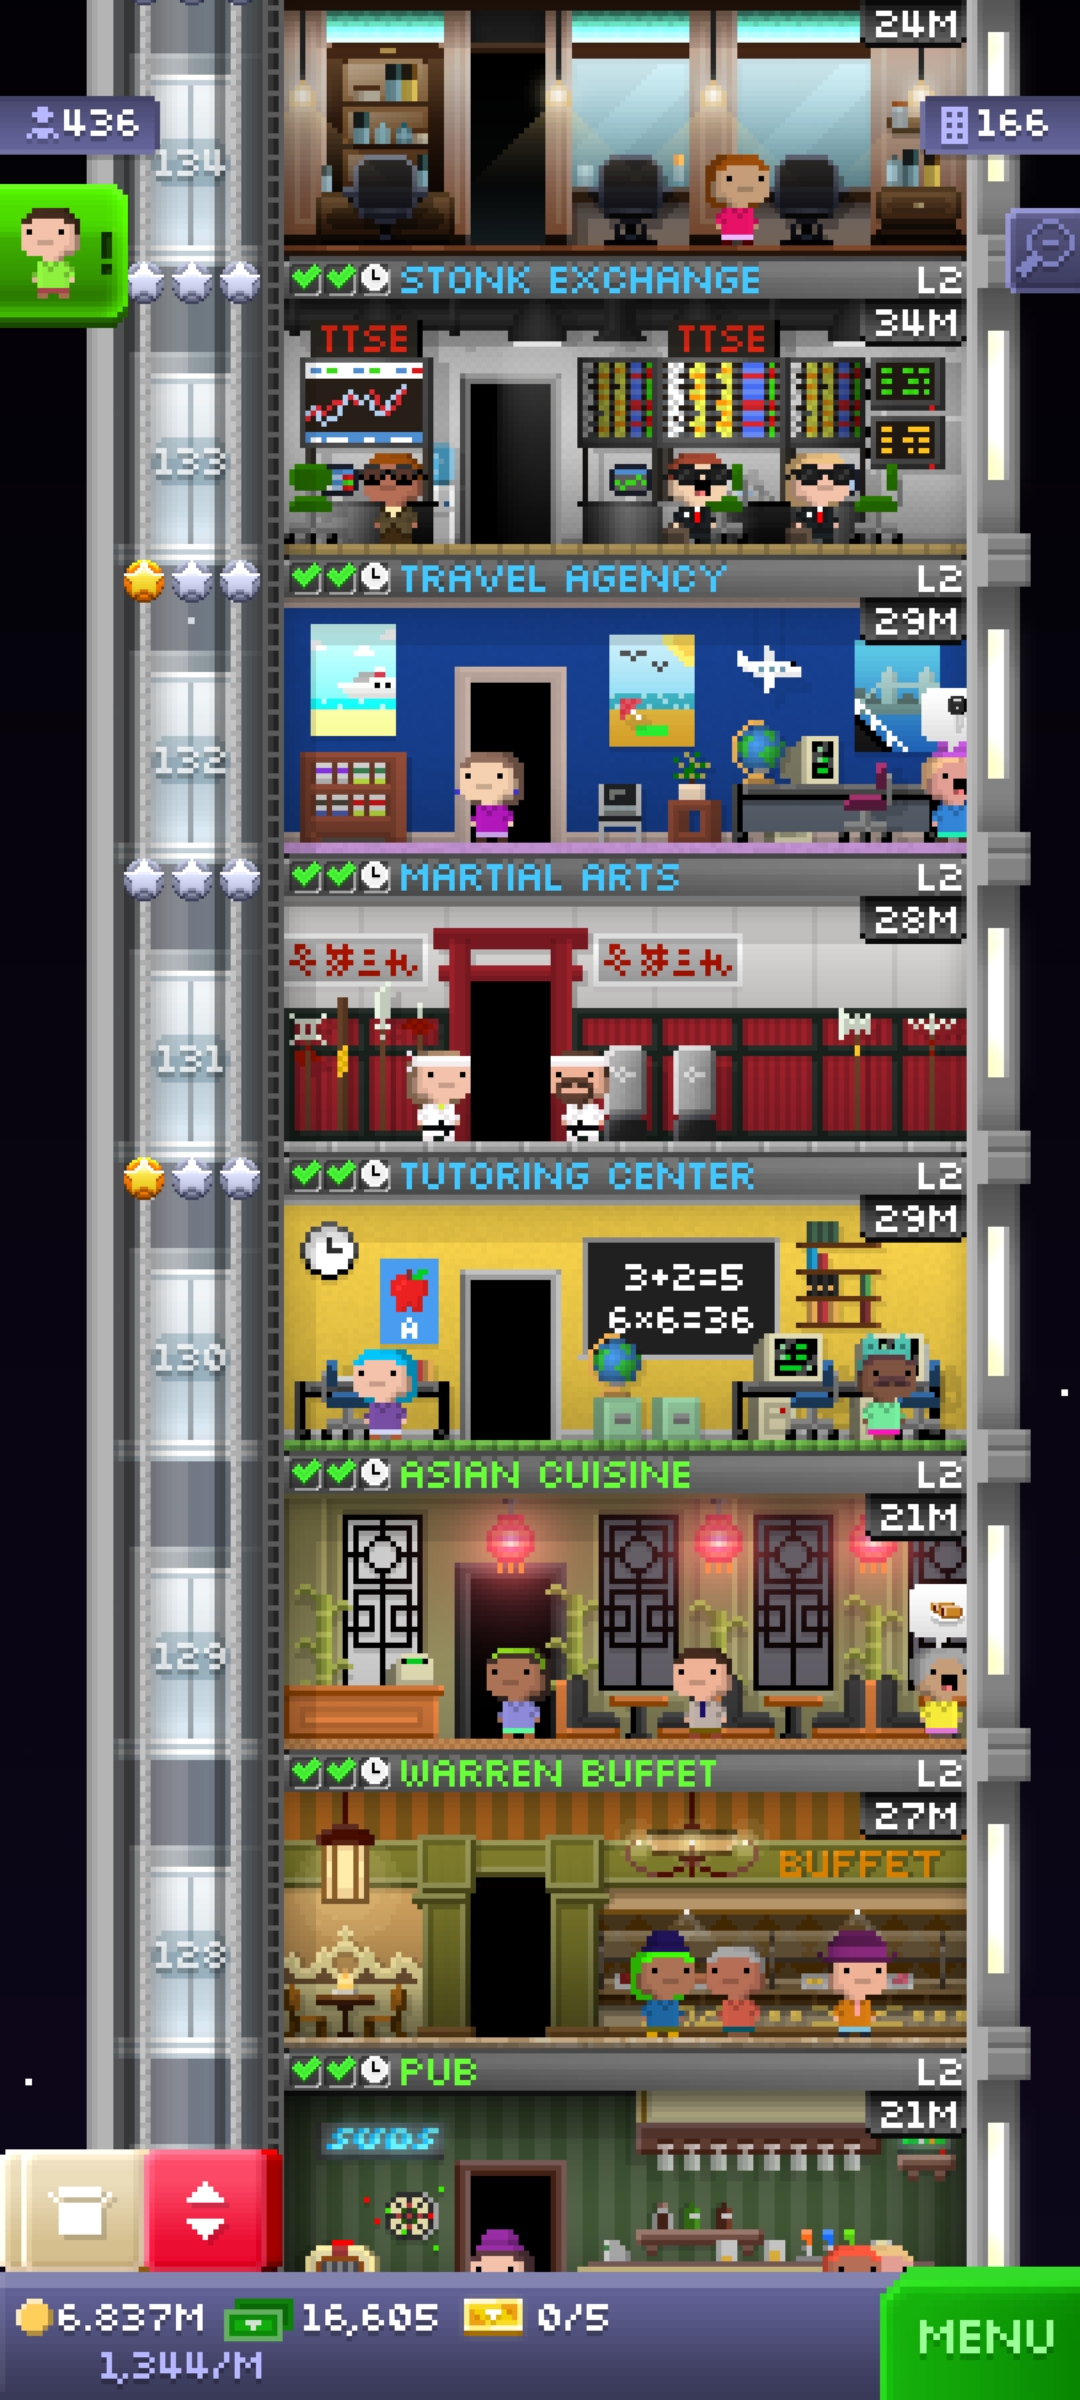 24M
436
166
134
!
STONK EXCHANGE L2
34M
TTSE TTSE
133
TRAVEL AGENCY L2
29M
132
MARTIAL ARTS L2
28M
131
TUTORING CENTER L2
29M
3+2=5
6×6=36
A
130
ASIAN CUISINE L2
21M
129
WARREN BUFFET L2
27M
BUFFET
128
PUB L2
21M
SUDS
6.837M 16,605 0/5
1,344/M
MENU